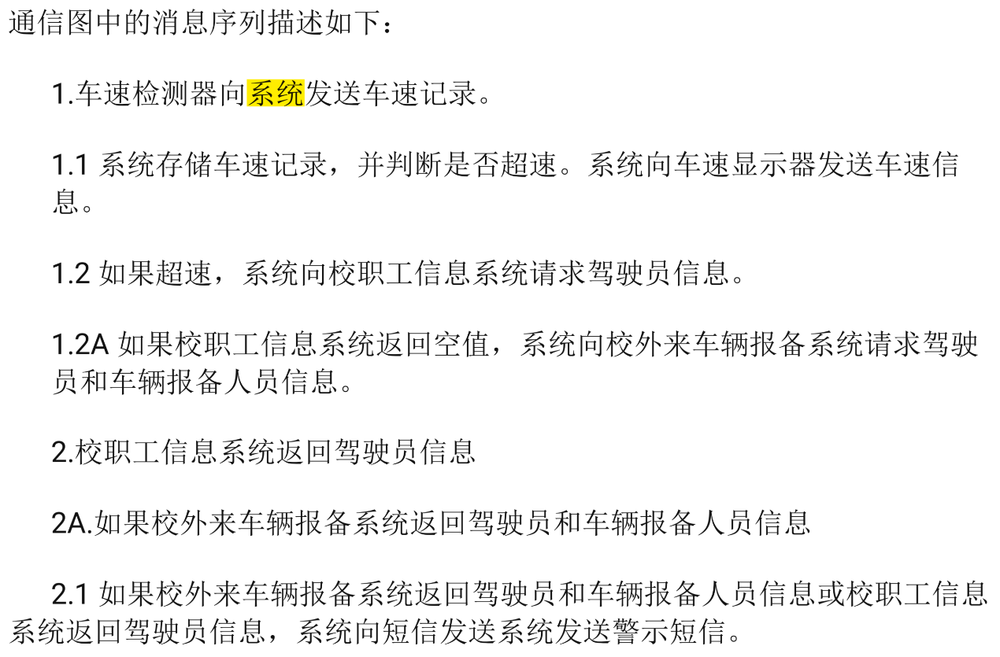 通信图中的消息序列描述如下：
1.车速检测器向系统发送车速记录。
1.1 系统存储车速记录，并判断是否超速。系统向车速显示器发送车速信
息。
1.2 如果超速，系统向校职工信息系统请求驾驶员信息。
1.2A 如果校职工信息系统返回空值，系统向校外来车辆报备系统请求驾驶
员和车辆报备人员信息。
2.校职工信息系统返回驾驶员信息
2A.如果校外来车辆报备系统返回驾驶员和车辆报备人员信息
2.1 如果校外来车辆报备系统返回驾驶员和车辆报备人员信息或校职工信息
系统返回驾驶员信息，系统向短信发送系统发送警示短信。